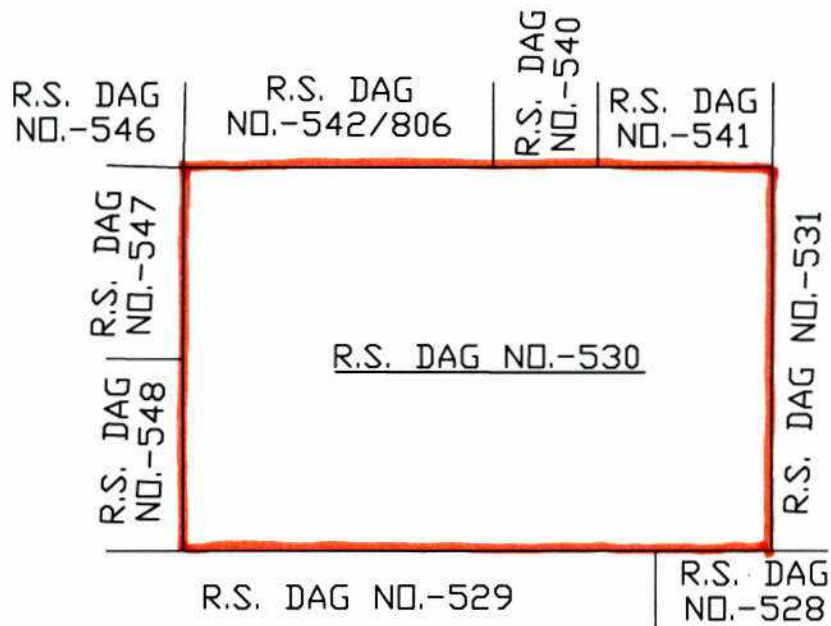 R.S. DAG
NO.-546
R.S. DAG
NO.-542/806
R.S. DAG
NO.-540
R.S. DAG
NO.-541
R.S. DAG
NO.-547
R.S. DAG NO.-531
R.S. DAG NO.-530
R.S. DAG
NO.-548
R.S. DAG NO.-529
R.S. DAG
NO.-528